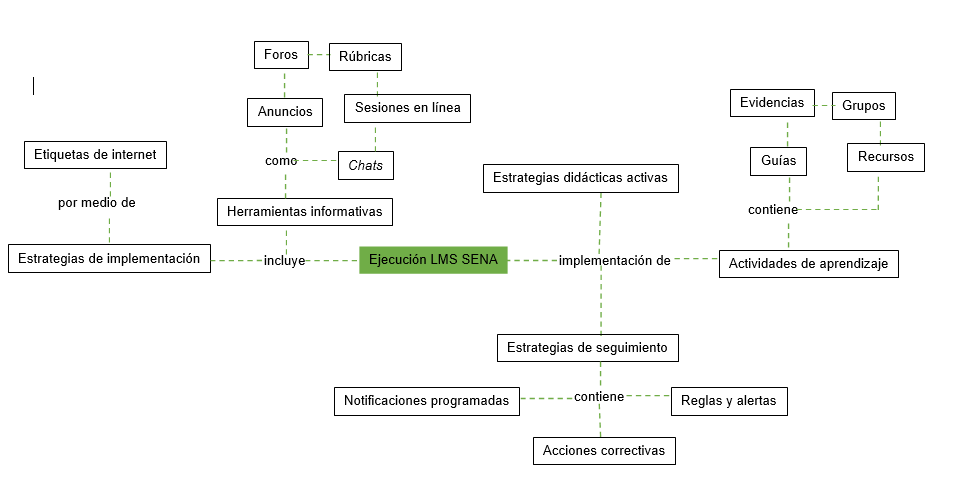 Foros
Rúbricas
Evidencias
Grupos
Anuncios
Sesiones en línea
Etiquetas de internet
como
Chats
Guías
Recursos
Estrategias didácticas activas
por medio de
Herramientas informativas
contiene
Estrategias de implementación
incluye
Ejecución LMS SENA
implementación de
Actividades de aprendizaje
Estrategias de seguimiento
Notificaciones programadas
contiene
Reglas y alertas
Acciones correctivas